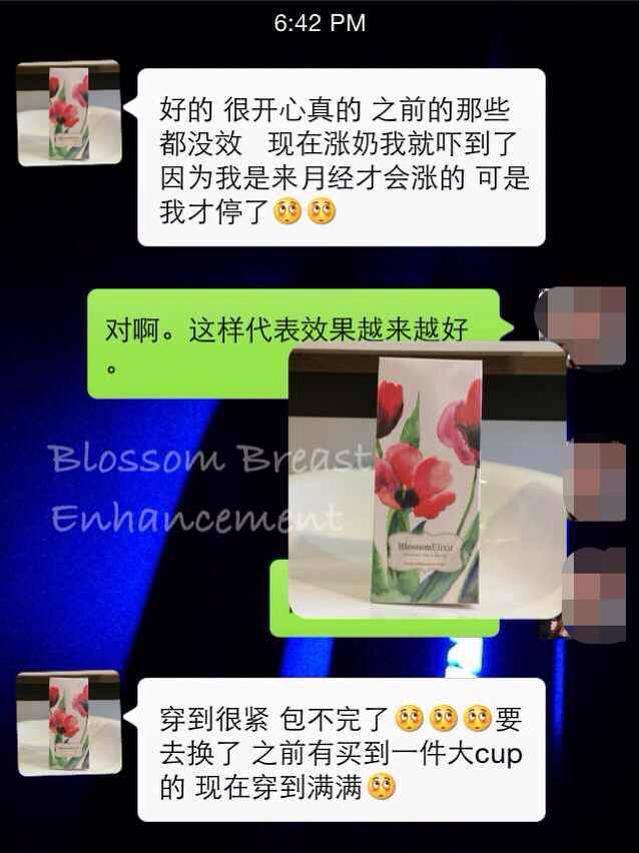 6:42 PM
好的 很开心真的 之前的那些
都没效 现在涨奶我就吓到了
因为我是来月经才会涨的 可是
我才停了🥺🥺
对啊。这样代表效果越来越好
。
Blossom Breast
Enhancement
BlossomElixir
穿到很紧 包不完了🥺🥺🥺要
去换了 之前有买到一件大cup
的 现在穿到满满🥺